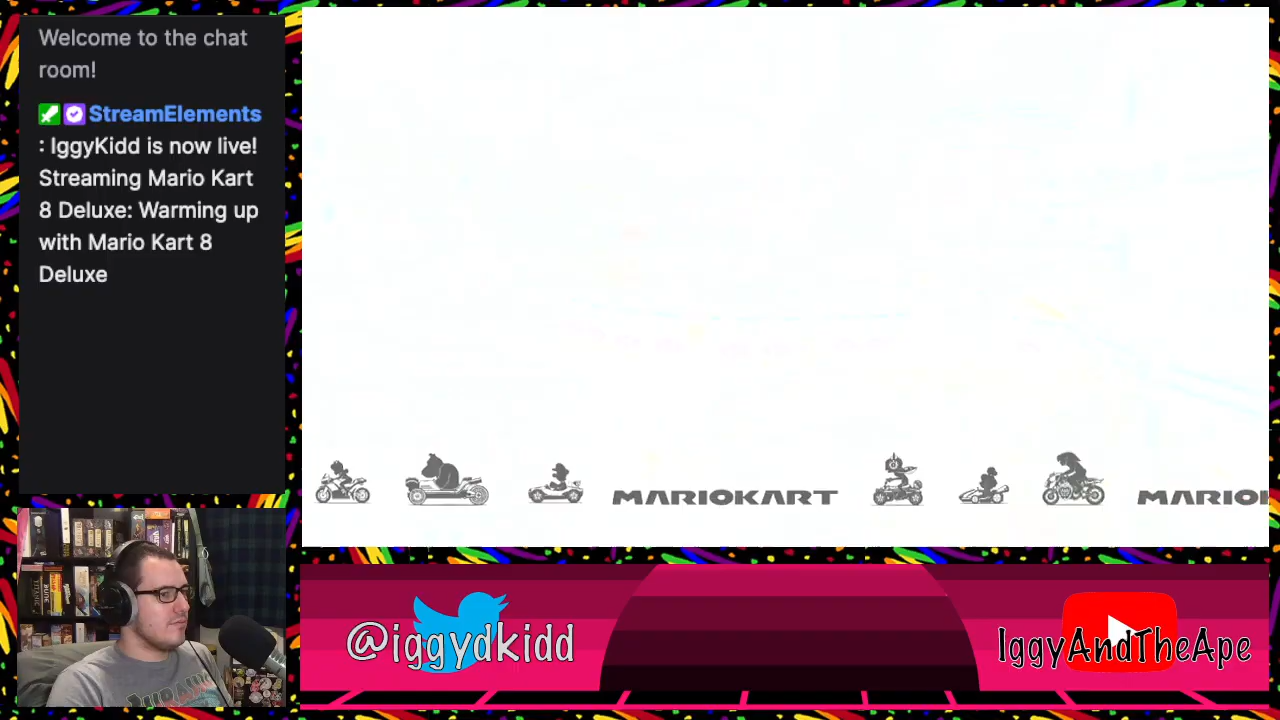 Welcome to the chat
room!
StreamElements
: IggyKidd is now live!
Streaming Mario Kart
8 Deluxe: Warming up
with Mario Kart 8
Deluxe
MARIOKART
MARIOK
@iggydkidd
IggyAndTheApe